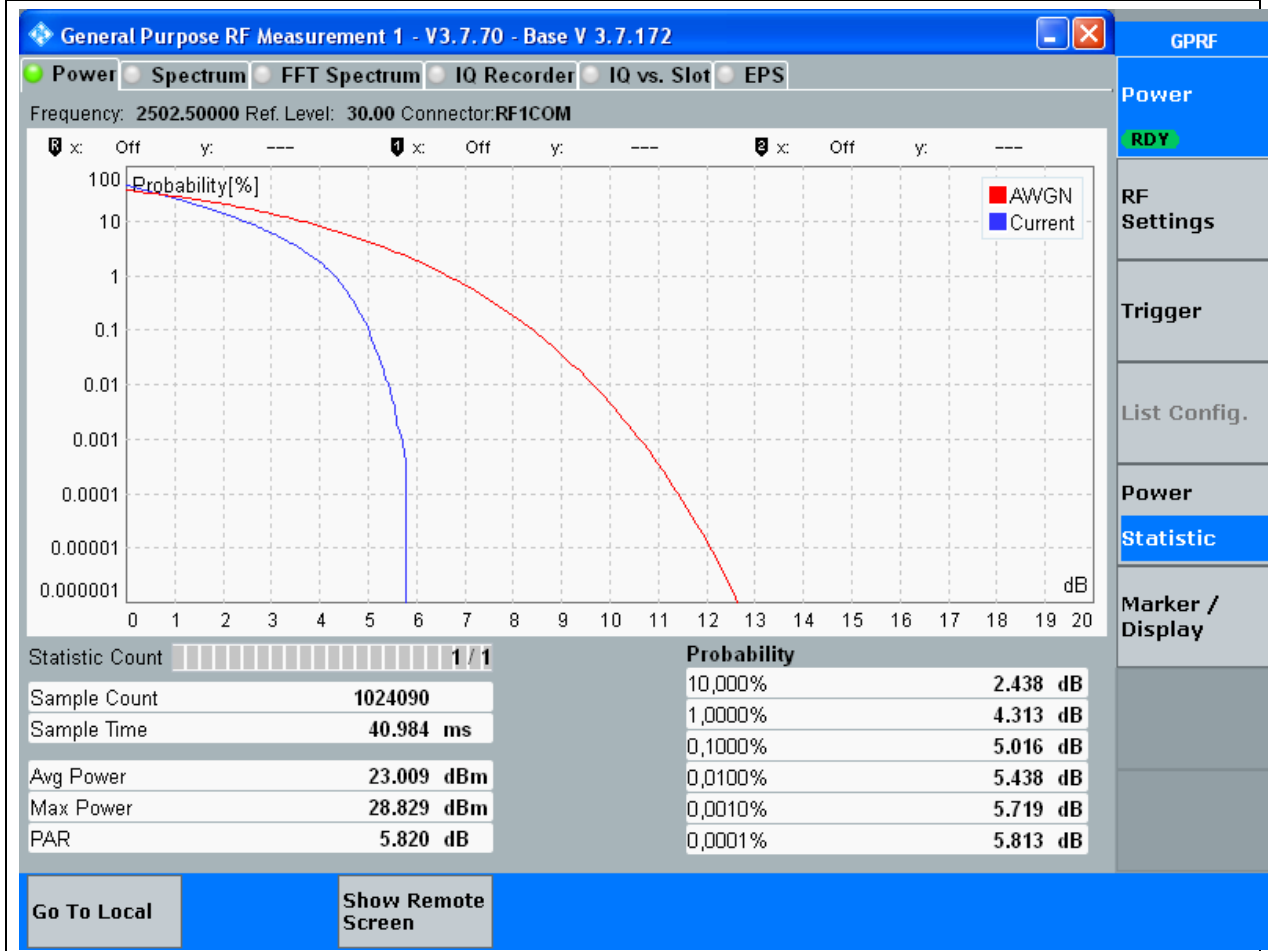 General Purpose RF Measurement 1 - V3.7.70 - Base V 3.7.172
GPRF
Power Spectrum FFT Spectrum IQ Recorder IQ vs. Slot EPS
Frequency: 2502.50000 Ref. Level: 30.00 Connector:RF1COM
R x: Off y: --- 1 x: Off y: --- 2 x: Off y: ---
Probability[%]
100
10
1
0.1
0.01
0.001
0.0001
0.00001
0.000001
AWGN
Current
dB
0 1 2 3 4 5 6 7 8 9 10 11 12 13 14 15 16 17 18 19 20
Statistic Count 1 / 1
Sample Count 1024090
Sample Time 40.984 ms
Avg Power 23.009 dBm
Max Power 28.829 dBm
PAR 5.820 dB
Probability
10,000% 2.438 dB
1,0000% 4.313 dB
0,1000% 5.016 dB
0,0100% 5.438 dB
0,0010% 5.719 dB
0,0001% 5.813 dB
Power
RDY
RF
Settings
Trigger
List Config.
Power
Statistic
Marker /
Display
Go To Local
Show Remote
Screen